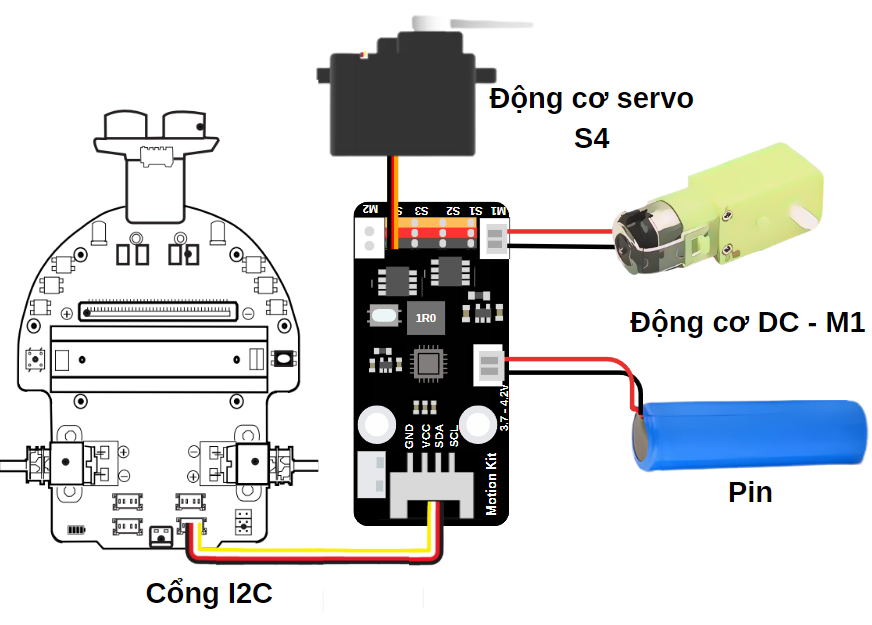 Động cơ servo
S4
M2
S
S3
S2
S1
M1
1R0
Động cơ DC - M1
3.7 - 4.2V
GND
VCC
SDA
SCL
Motion Kit
Pin
Cổng I2C